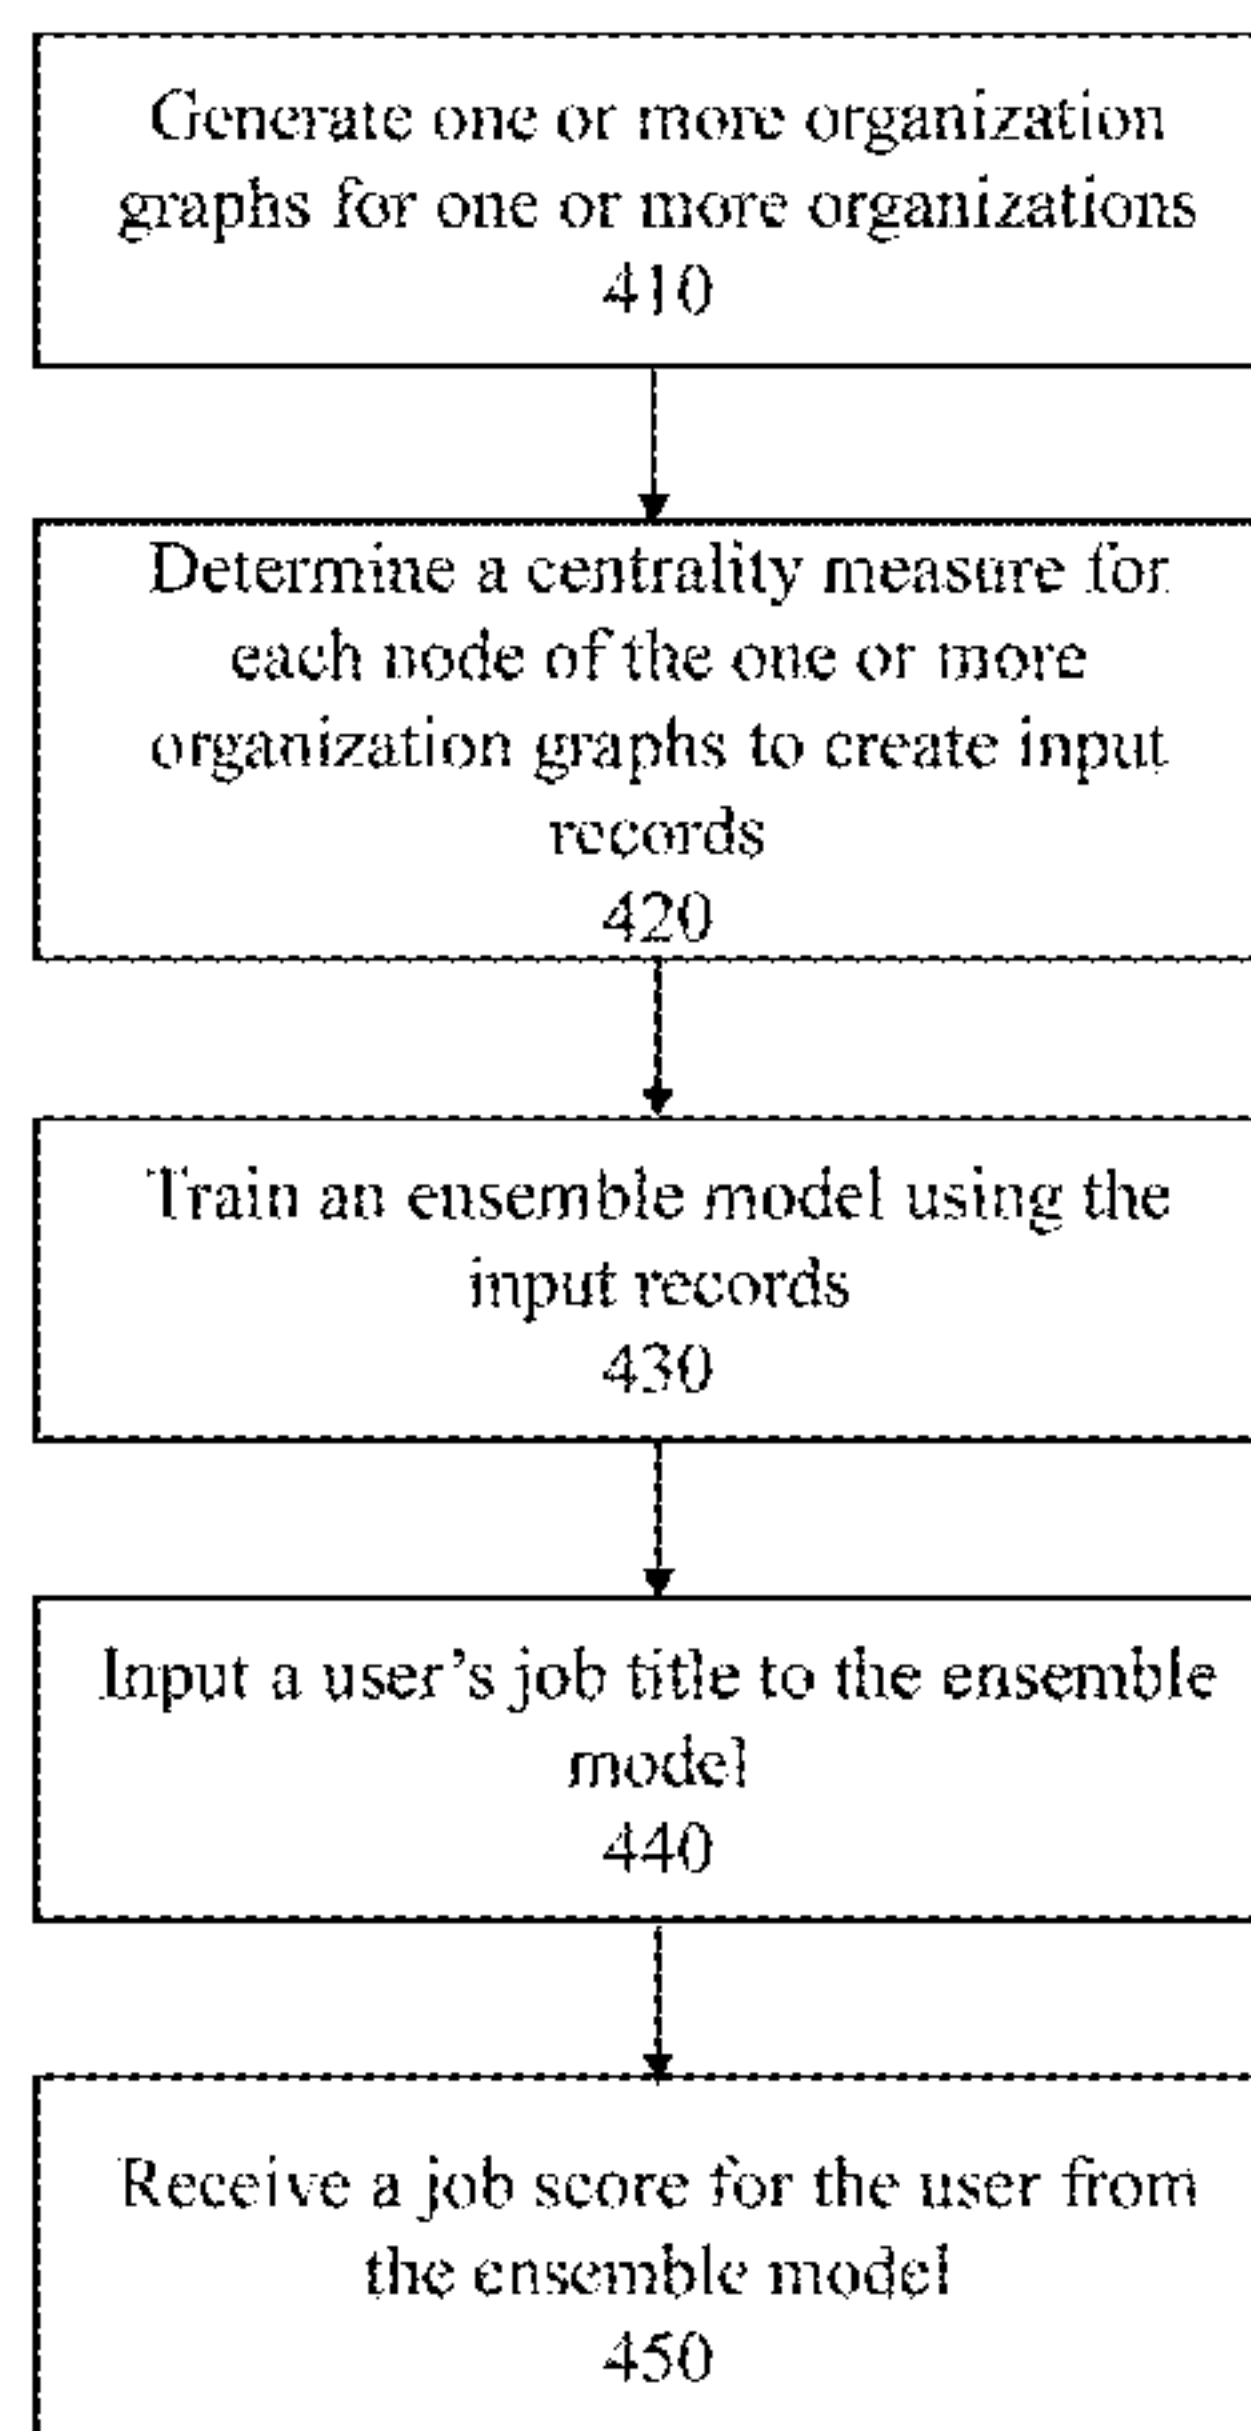 Generate one or more organization
graphs for one or more organizations
410
Determine a centrality measure for
each node of the one or more
organization graphs to create input
records
420
Train an ensemble model using the
input records
430
Input a user's job title to the ensemble
model
440
Receive a job score for the user from
the ensemble model
450